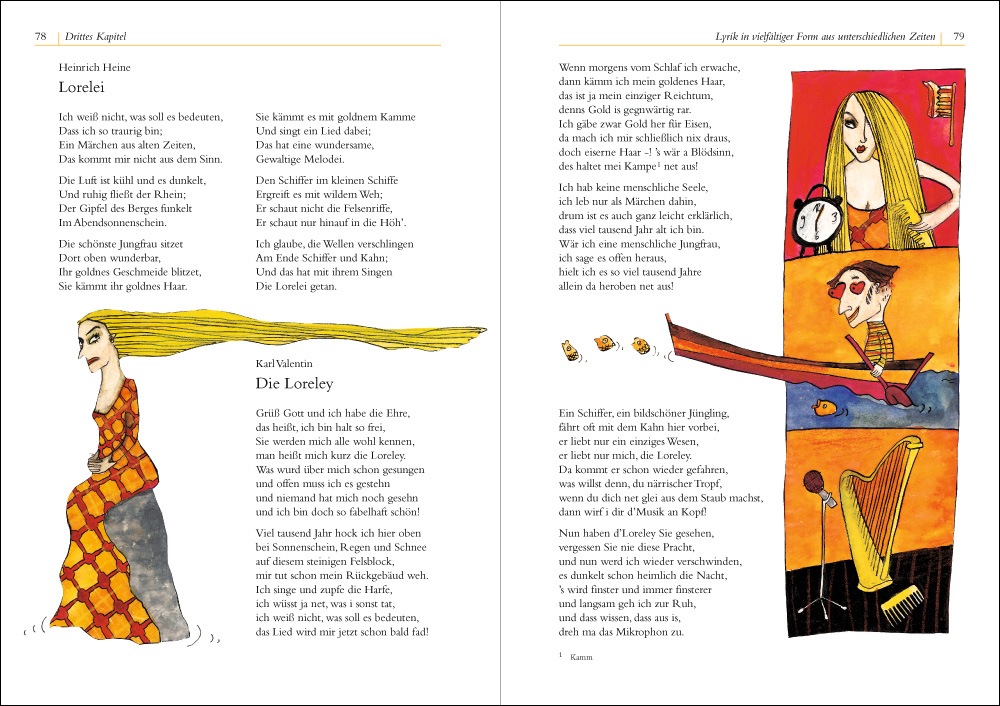 78 Drittes Kapitel
Heinrich Heine
Lorelei
Ich weiß nicht, was soll es bedeuten,
Dass ich so traurig bin;
Ein Märchen aus alten Zeiten,
Das kommt mir nicht aus dem Sinn.
Die Luft ist kühl und es dunkelt,
Und ruhig fließt der Rhein;
Der Gipfel des Berges funkelt
Im Abendsonnenschein.
Die schönste Jungfrau sitzet
Dort oben wunderbar,
Ihr goldnes Geschmeide blitzet,
Sie kämmt ihr goldnes Haar.
Sie kämmt es mit goldnem Kamme
Und singt ein Lied dabei;
Das hat eine wundersame,
Gewaltige Melodei.
Den Schiffer im kleinen Schiffe
Ergreift es mit wildem Weh;
Er schaut nicht die Felsenriffe,
Er schaut nur hinauf in die Höh'.
Ich glaube, die Wellen verschlingen
Am Ende Schiffer und Kahn;
Und das hat mit ihrem Singen
Die Lorelei getan.
Karl Valentin
Die Loreley
Grüß Gott und ich habe die Ehre,
das heißt, ich bin halt so frei,
Sie werden mich alle wohl kennen,
man heißt mich kurz die Loreley.
Was wurd über mich schon gesungen
und offen muss ich es gestehn
und niemand hat mich noch gesehn
und ich bin doch so fabelhaft schön!
Viel tausend Jahr hock ich hier oben
bei Sonnenschein, Regen und Schnee
auf diesem steinigen Felsblock,
mir tut schon mein Rückgebäud weh.
Ich singe und zupfe die Harfe,
ich wüsst ja net, was i sonst tat,
ich weiß nicht, was soll es bedeuten,
das Lied wird mir jetzt schon bald fad!
Lyrik in vielfältiger Form aus unterschiedlichen Zeiten 79
Wenn morgens vom Schlaf ich erwache,
dann kämm ich mein goldenes Haar,
das ist ja mein einziger Reichtum,
denns Gold is gegnwärtig rar.
Ich gäbe zwar Gold her für Eisen,
da mach ich mir schließlich nix draus,
doch eiserne Haar –! 's wär a Blödsinn,
des haltet mei Kampe¹ net aus!
Ich hab keine menschliche Seele,
ich leb nur als Märchen dahin,
drum ist es auch ganz leicht erklärlich,
dass viel tausend Jahr alt ich bin.
Wär ich eine menschliche Jungfrau,
ich sage es offen heraus,
hielt ich es so viel tausend Jahre
allein da heroben net aus!
Ein Schiffer, ein bildschöner Jüngling,
fährt oft mit dem Kahn hier vorbei,
er liebt nur ein einziges Wesen,
er liebt nur mich, die Loreley.
Da kommt er schon wieder gefahren,
was willst denn, du närrischer Tropf,
wenn du dich net glei aus dem Staub machst,
dann wirf i dir d'Musik an Kopf!
Nun haben d'Loreley Sie gesehen,
vergessen Sie nie diese Pracht,
und nun werd ich wieder verschwinden,
es dunkelt schon heimlich die Nacht,
's wird finster und immer finsterer
und langsam geh ich zur Ruh,
und dass wissen, dass aus is,
dreh ma das Mikrophon zu.
¹ Kamm